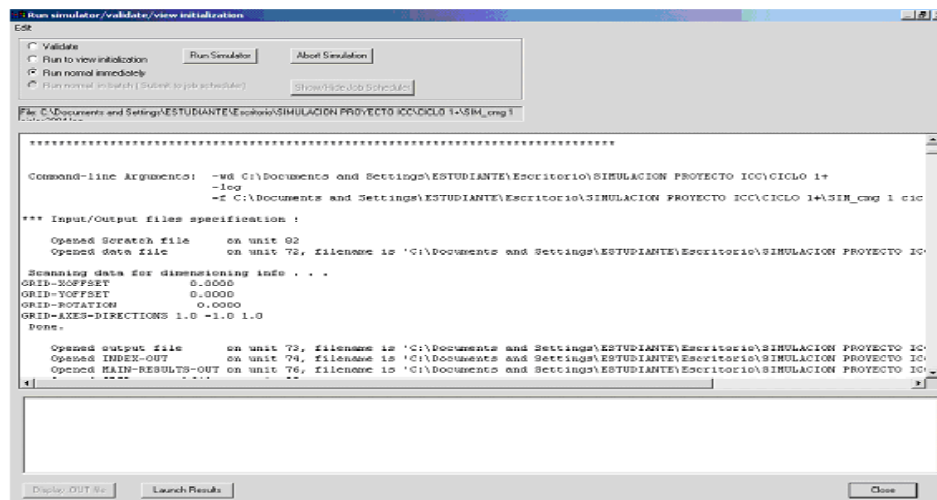 Run simulator/validate/view initialization
Edit
Validate
Run to view initialization
Run normal immediately
Run normal in batch (Submit to job scheduler)
Run Simulator
Abort Simulation
Show/Hide Job Scheduler
File: C:\Documents and Settings\ESTUDIANTE\Escritorio\SIMULACION PROYECTO ICC\CICLO 1+\SIM_cmg 1
Command-line Arguments: -wd C:\Documents and Settings\ESTUDIANTE\Escritorio\SIMULACION PROYECTO ICC\CICLO 1+
-log
-f C:\Documents and Settings\ESTUDIANTE\Escritorio\SIMULACION PROYECTO ICC\CICLO 1+\SIM_cmg 1 cic
*** Input/Output files specification :
Opened Scratch file on unit 82
Opened data file on unit 72, filename is 'C:\Documents and Settings\ESTUDIANTE\Escritorio\SIMULACION PROYECTO IC
Scanning data for dimensioning info . . .
GRID-XOFFSET 0.0000
GRID-YOFFSET 0.0000
GRID-ROTATION 0.0000
GRID-AXES-DIRECTIONS 1.0 -1.0 1.0
Done.
Opened output file on unit 73, filename is 'C:\Documents and Settings\ESTUDIANTE\Escritorio\SIMULACION PROYECTO IC
Opened INDEX-OUT on unit 74, filename is 'C:\Documents and Settings\ESTUDIANTE\Escritorio\SIMULACION PROYECTO IC
Opened MAIN-RESULTS-OUT on unit 76, filename is 'C:\Documents and Settings\ESTUDIANTE\Escritorio\SIMULACION PROYECTO IC
Display .OUT file
Launch Results
Close